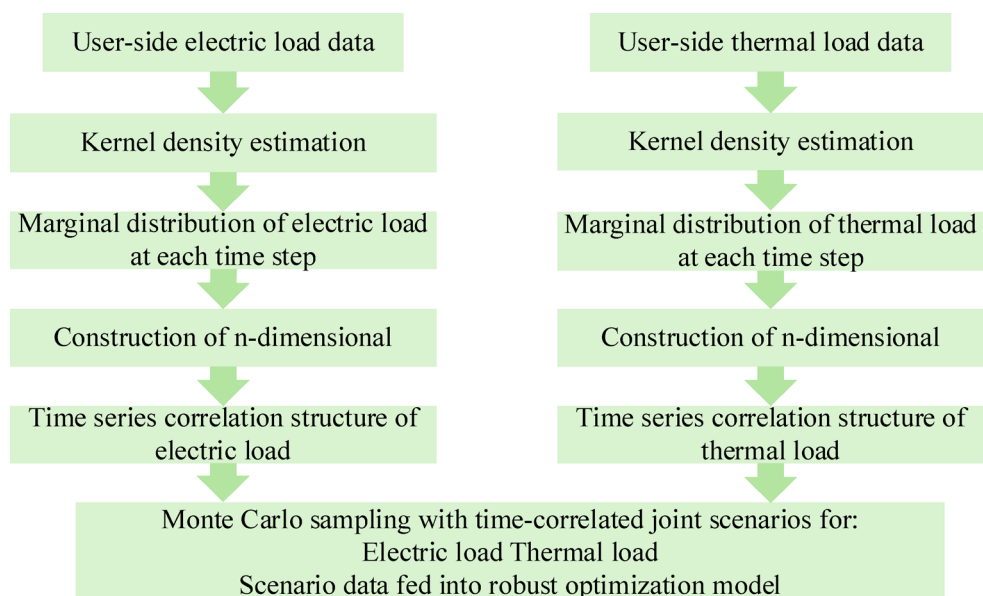 User-side electric load data
Kernel density estimation
Marginal distribution of electric load
at each time step
Construction of n-dimensional
Time series correlation structure of
electric load
User-side thermal load data
Kernel density estimation
Marginal distribution of thermal load
at each time step
Construction of n-dimensional
Time series correlation structure of
thermal load
Monte Carlo sampling with time-correlated joint scenarios for:
Electric load Thermal load
Scenario data fed into robust optimization model